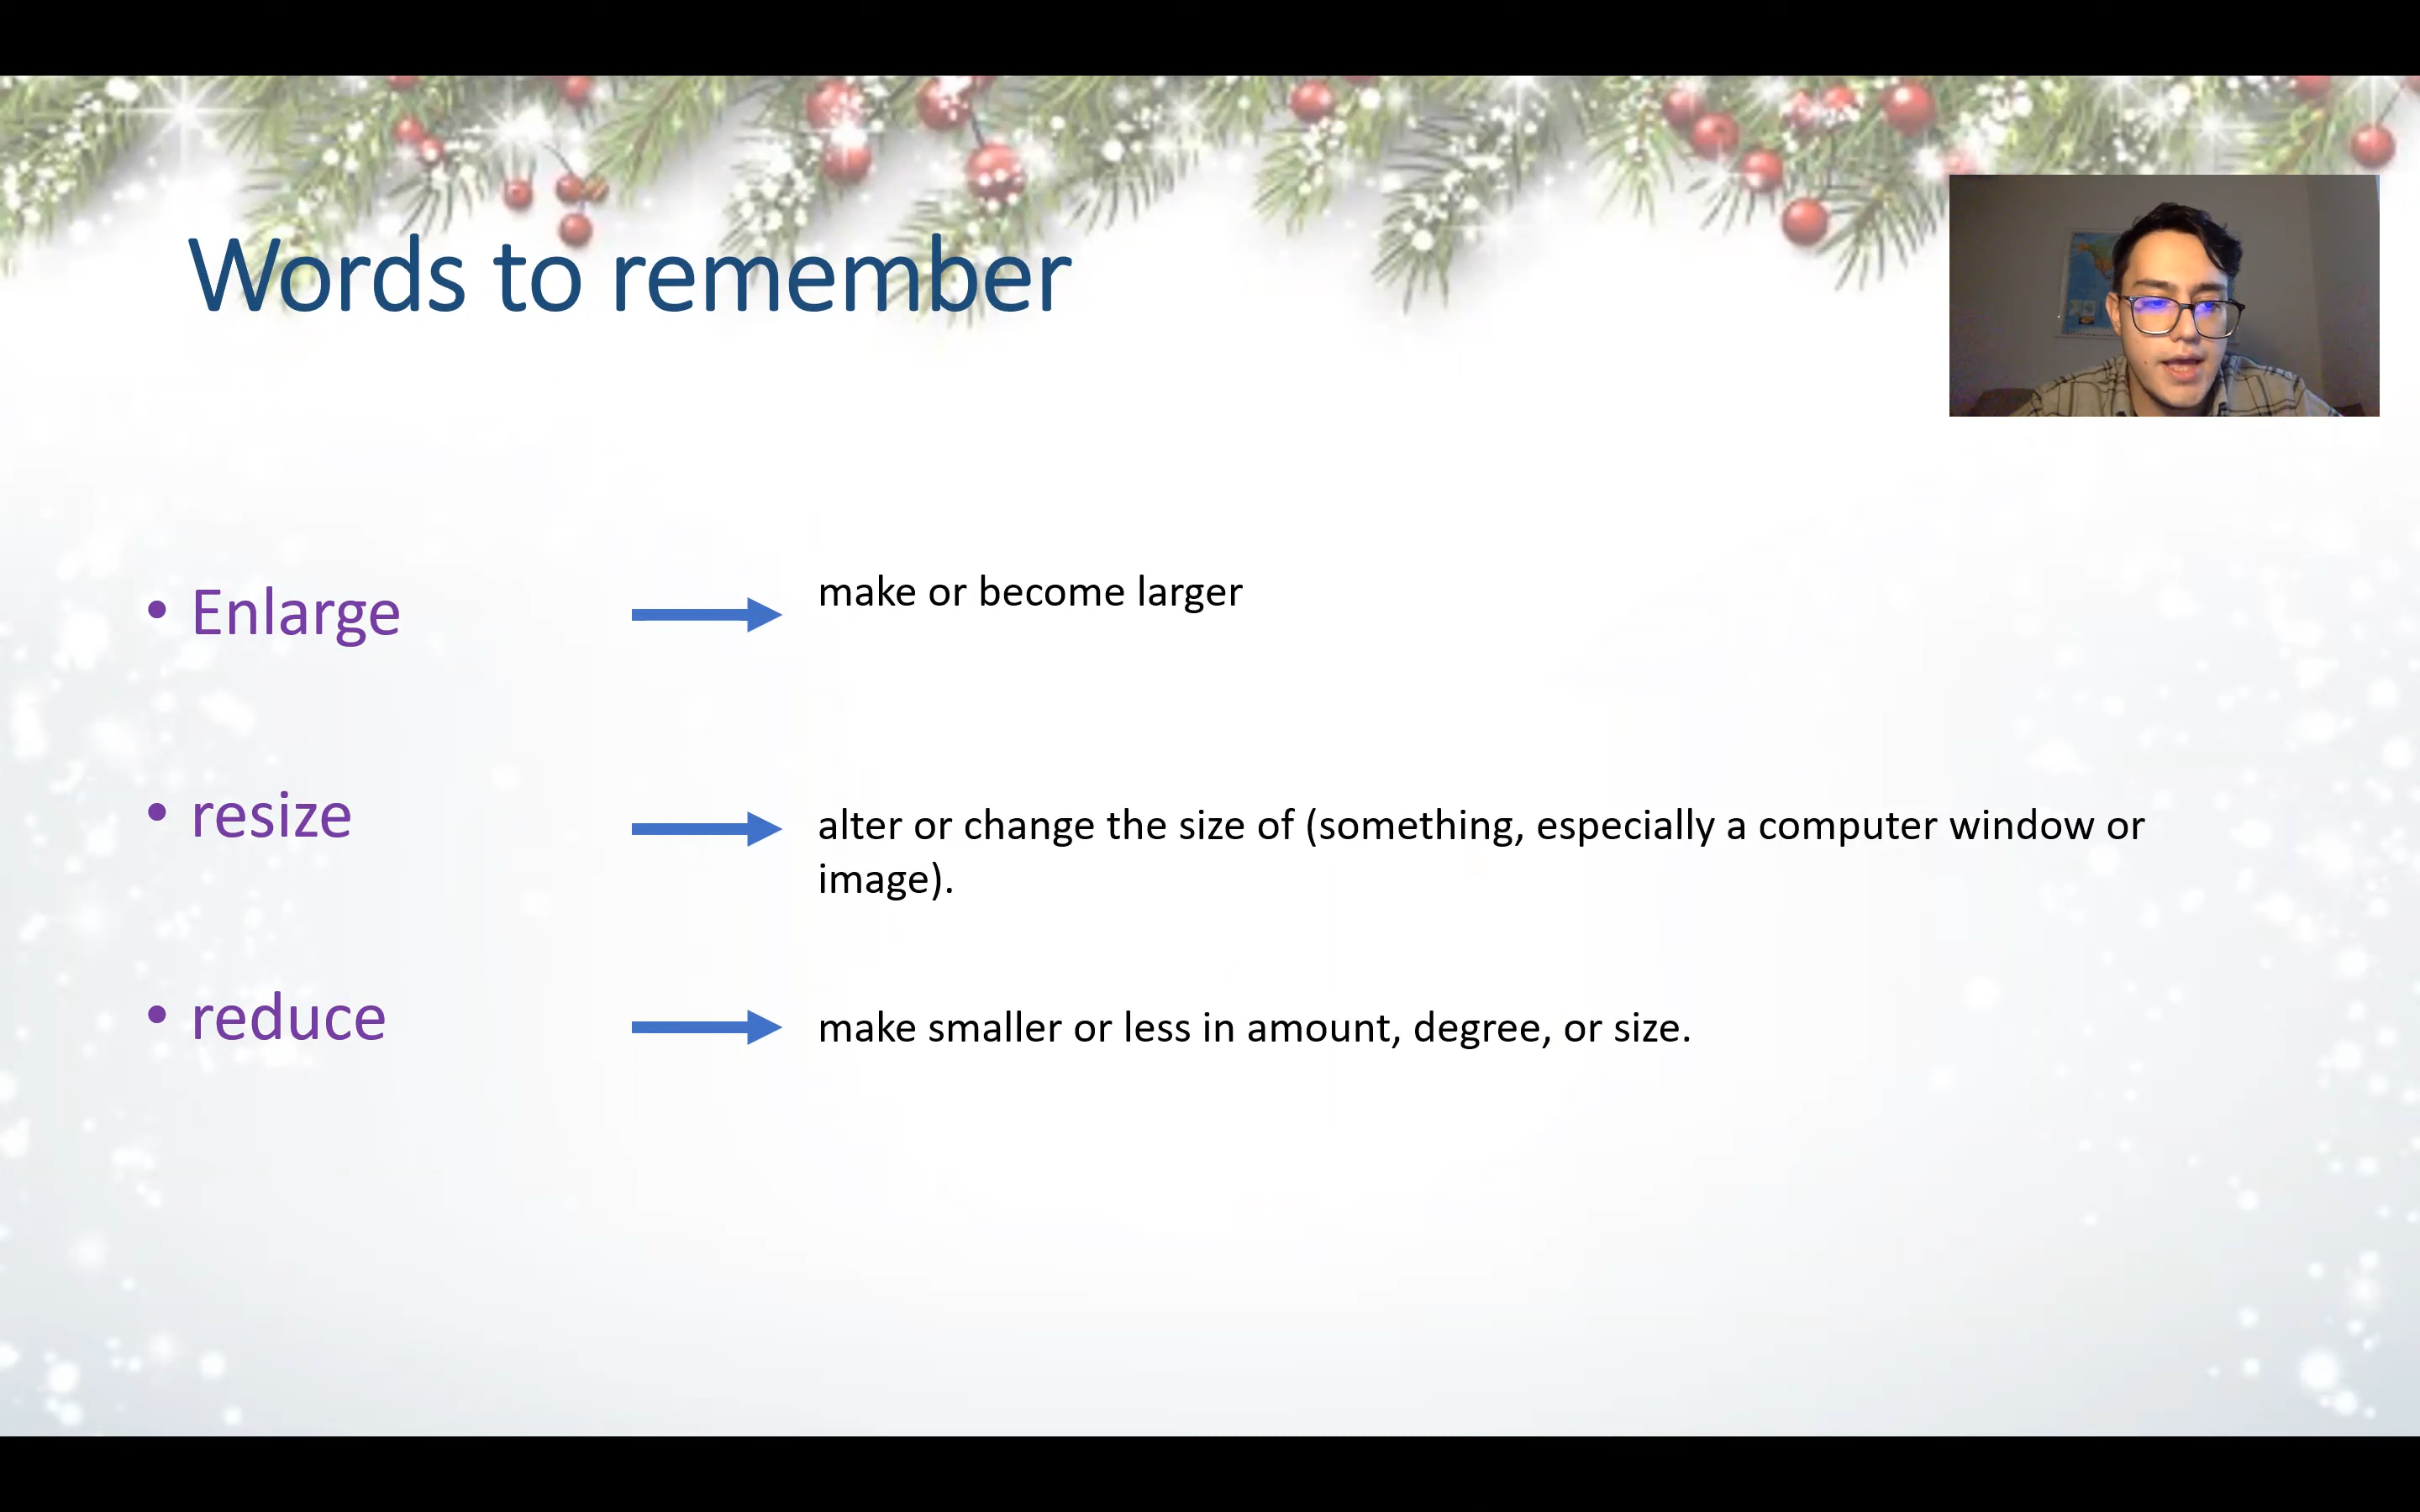 Words to remember
• Enlarge
make or become larger
• resize
alter or change the size of (something, especially a computer window or
image).
• reduce
make smaller or less in amount, degree, or size.